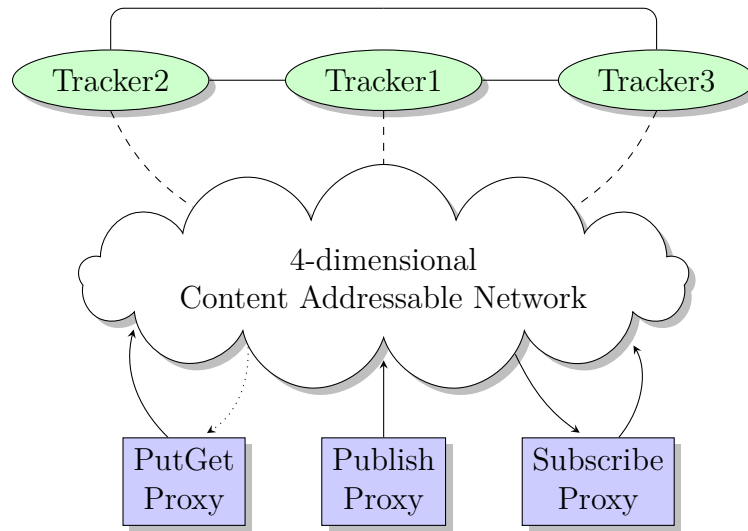 Tracker2
Tracker1
Tracker3
4-dimensional
Content Addressable Network
PutGet
Proxy
Publish
Proxy
Subscribe
Proxy